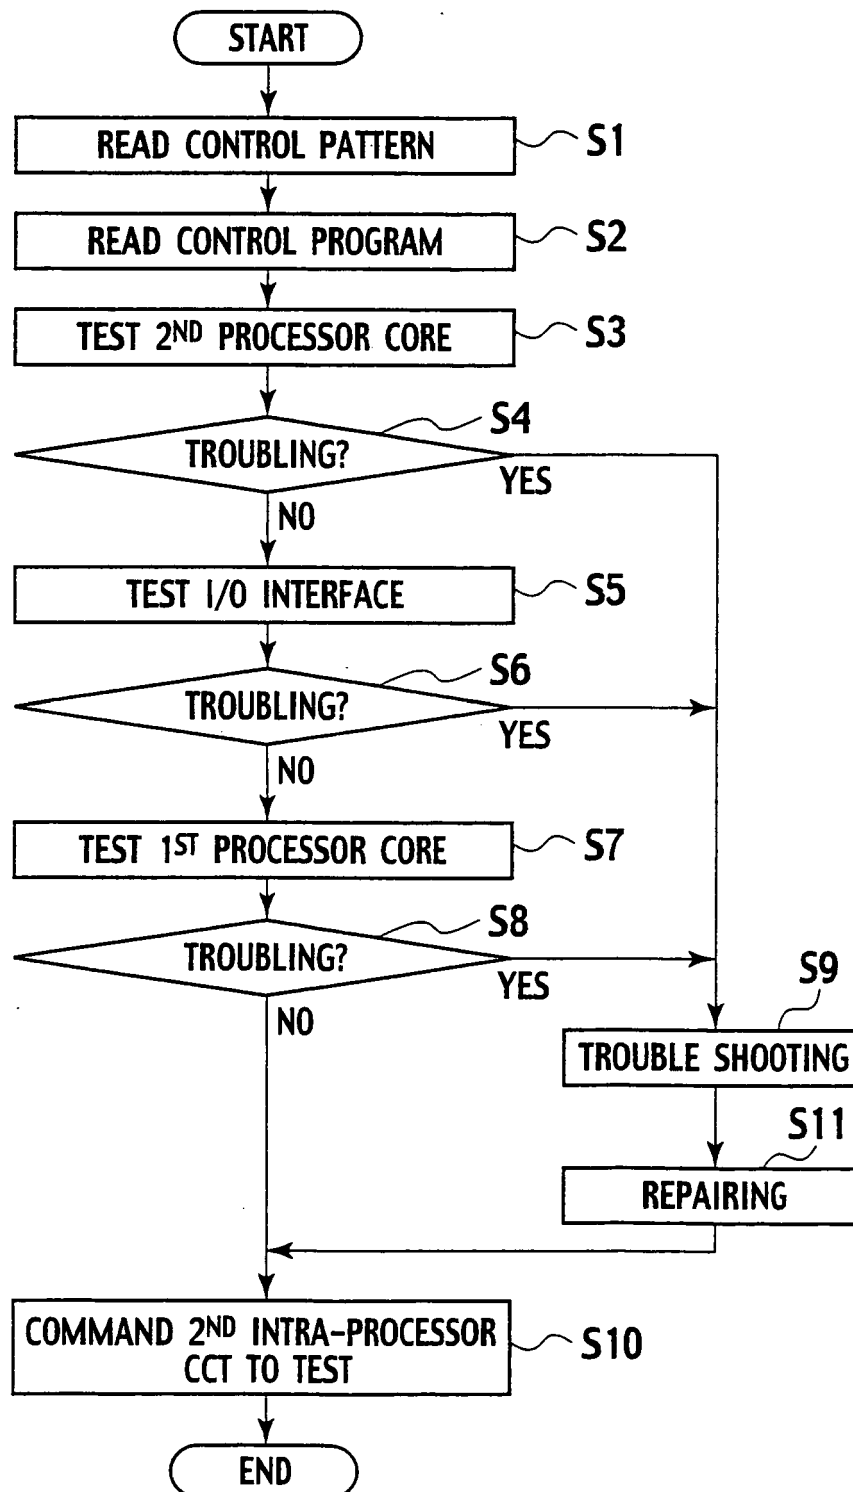 START
READ CONTROL PATTERN
S1
READ CONTROL PROGRAM
S2
TEST 2ND PROCESSOR CORE
S3
TROUBLING?
S4
YES
NO
TEST I/O INTERFACE
S5
TROUBLING?
S6
YES
NO
TEST 1ST PROCESSOR CORE
S7
TROUBLING?
S8
YES
NO
S9
TROUBLE SHOOTING
S11
REPAIRING
COMMAND 2ND INTRA-PROCESSOR
CCT TO TEST
S10
END